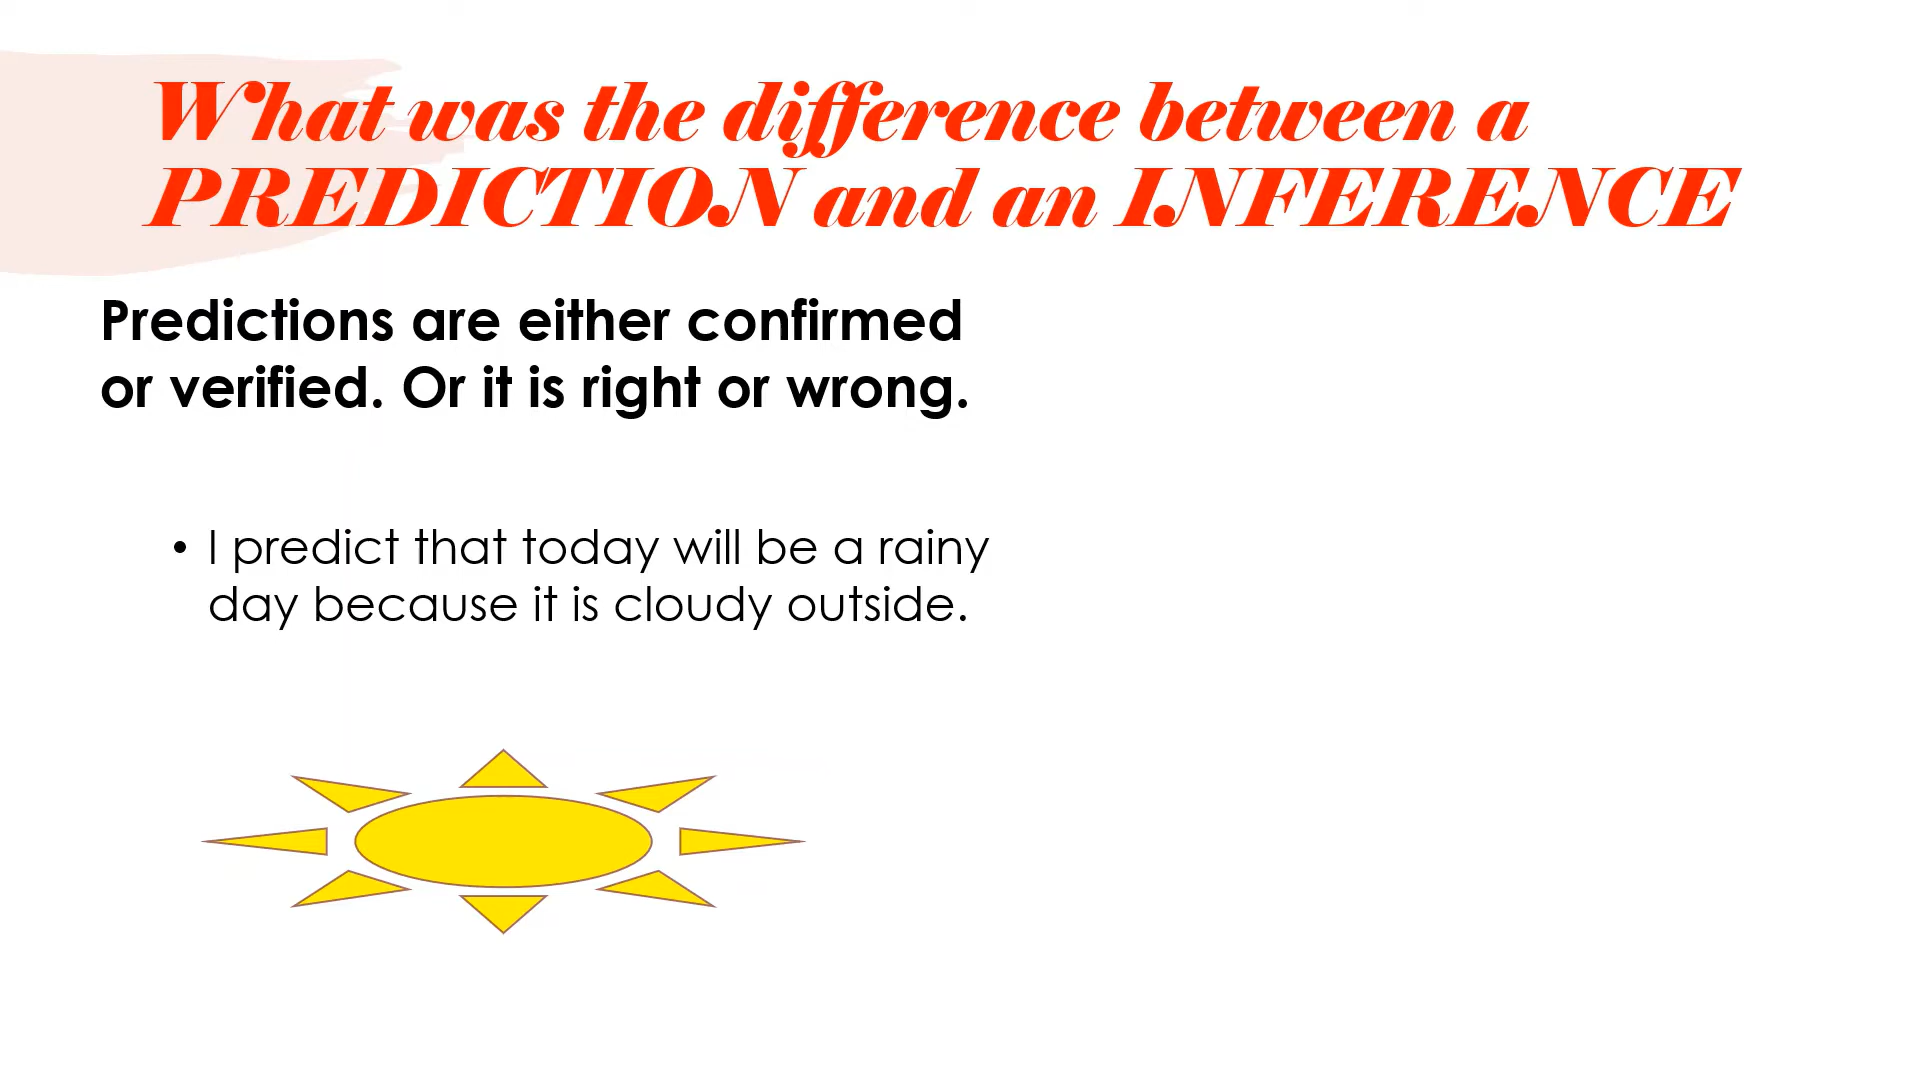 What was the difference between a
PREDICTION and an INFERENCE
Predictions are either confirmed
or verified. Or it is right or wrong.
• I predict that today will be a rainy
day because it is cloudy outside.